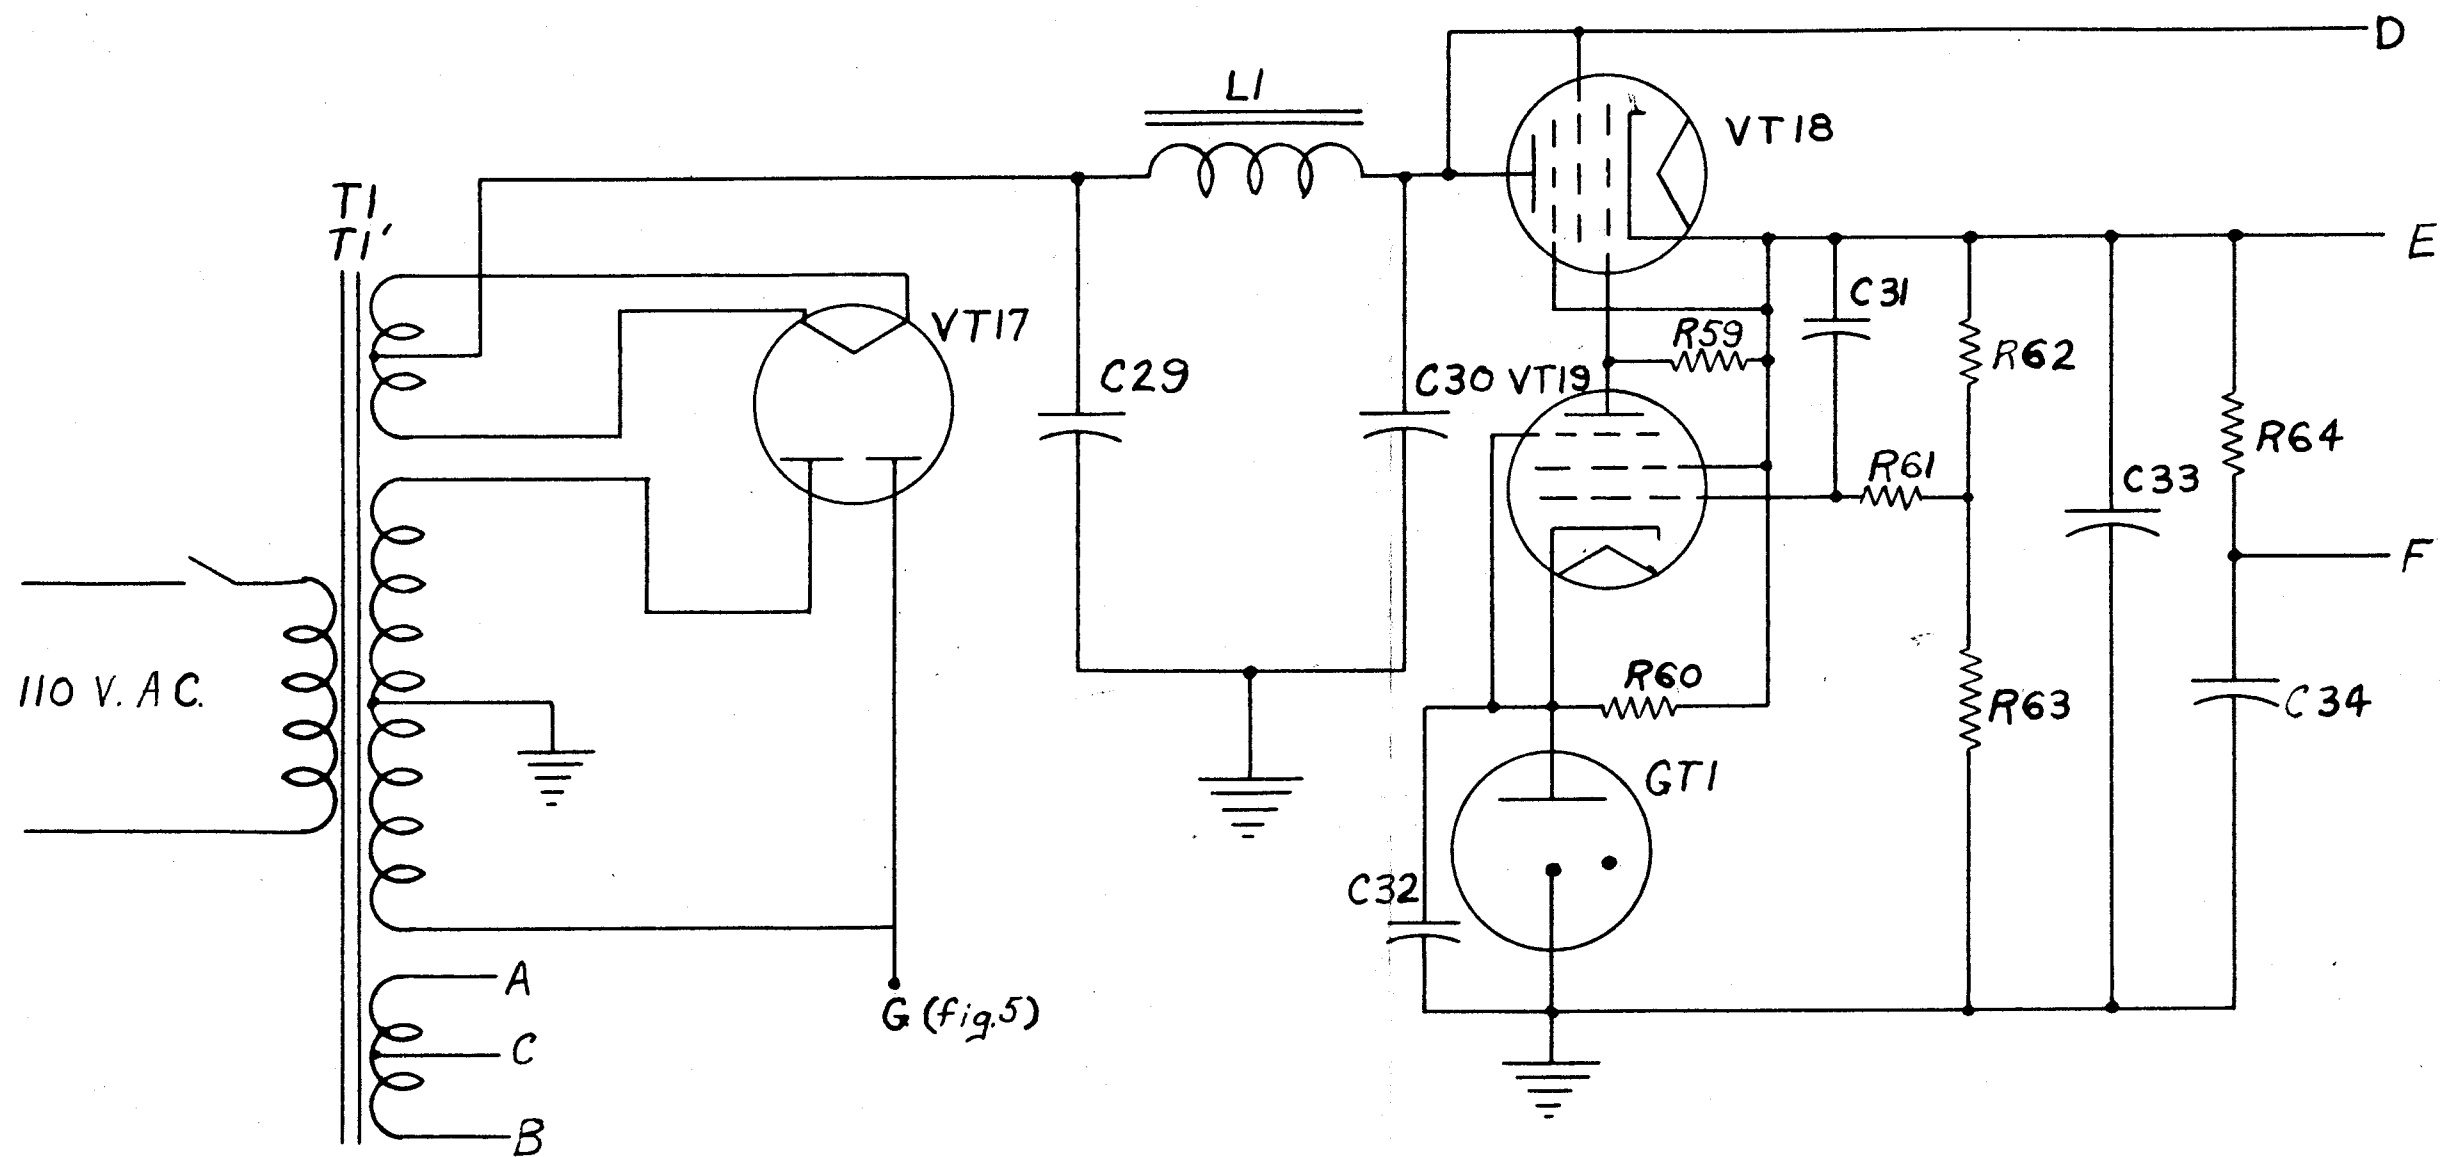 D
L1
VT18
T1
T1'
E
C31
VT17
R59
R62
C29
C30
VT19
R64
R61
C33
F
110 V. AC.
R60
R63
C34
GT1
C32
A
G (fig.5)
C
B